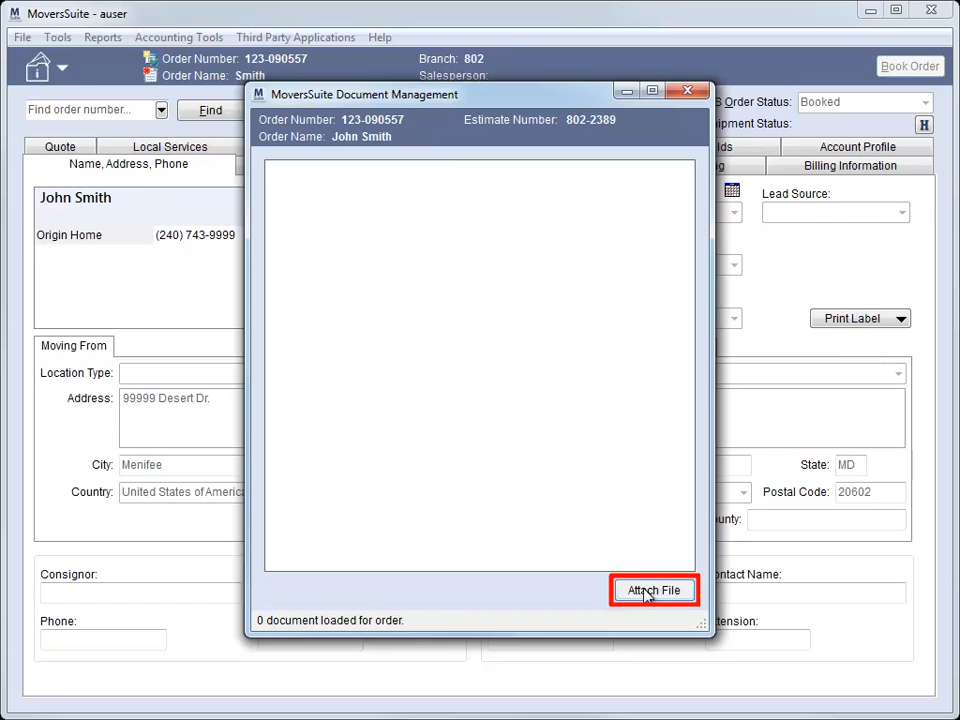 MoversSuite - auser
File Tools Reports Accounting Tools Third Party Applications Help
Order Number: 123-090557 Branch: 802
Order Name: Smith Salesperson:
Book Order
MoversSuite Document Management
Order Number: 123-090557 Estimate Number: 802-2389
Order Name: John Smith
Find order number... Find
S Order Status: Booked
ipment Status: H
Quote Local Services lds Account Profile
Name, Address, Phone g Billing Information
John Smith
Lead Source:
Origin Home (240) 743-9999
Print Label
Moving From
Location Type:
Address: 99999 Desert Dr.
City: Menifee State: MD
Country: United States of America Postal Code: 20602
unty:
Consignor: ontact Name:
Attach File
Phone: tension:
0 document loaded for order.